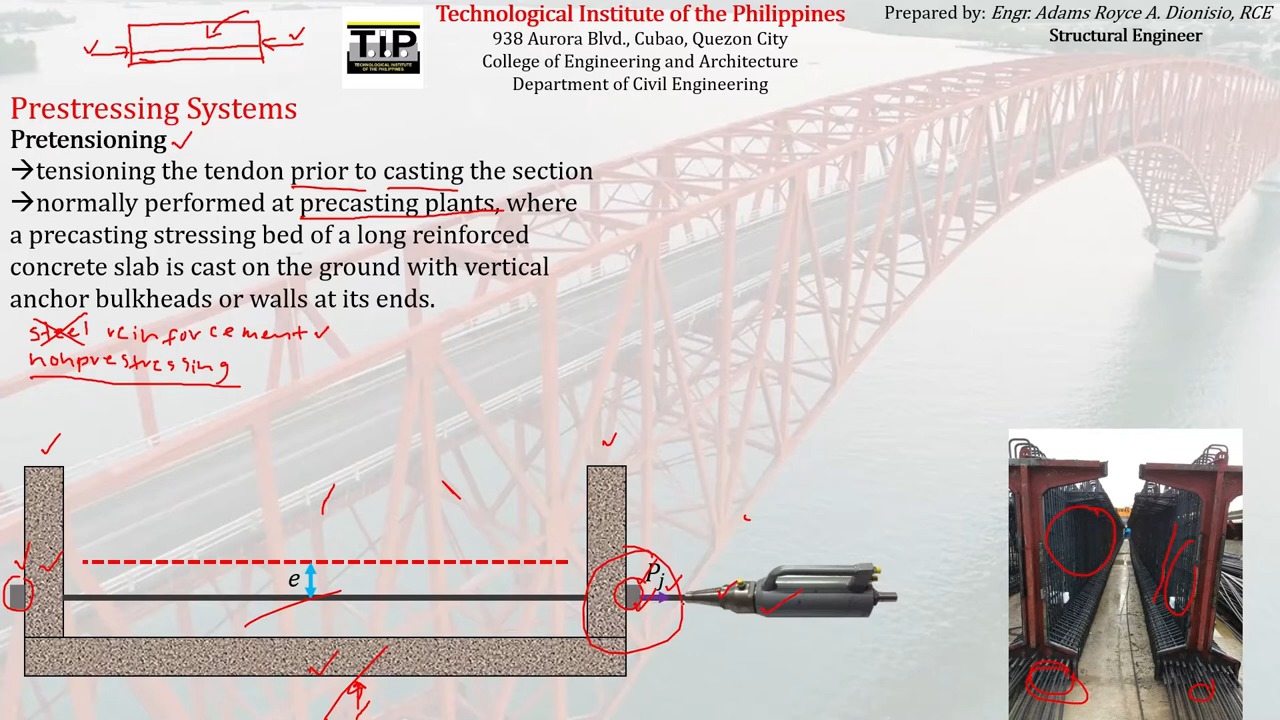 Technological Institute of the Philippines
938 Aurora Blvd., Cubao, Quezon City
College of Engineering and Architecture
Department of Civil Engineering
Prepared by: Engr. Adams Royce A. Dionisio, RCE
Structural Engineer
TiP
TECHNOLOGICAL INSTITUTE
OF THE PHILIPPINES
Prestressing Systems
Pretensioning
→tensioning the tendon prior to casting the section
→normally performed at precasting plants, where
a precasting stressing bed of a long reinforced
concrete slab is cast on the ground with vertical
anchor bulkheads or walls at its ends.
steel reinforcement
nonprestressing
e
Pj